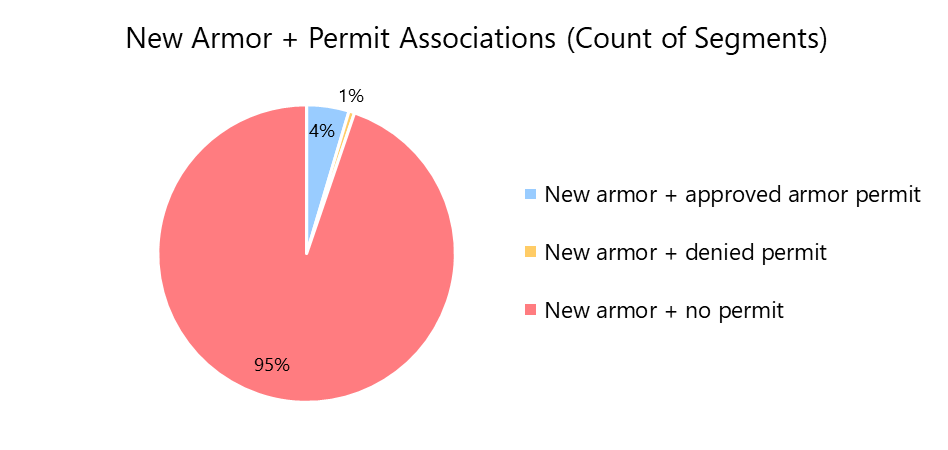 New Armor + Permit Associations (Count of Segments)
1%
4%
95%
New armor + approved armor permit
New armor + denied permit
New armor + no permit